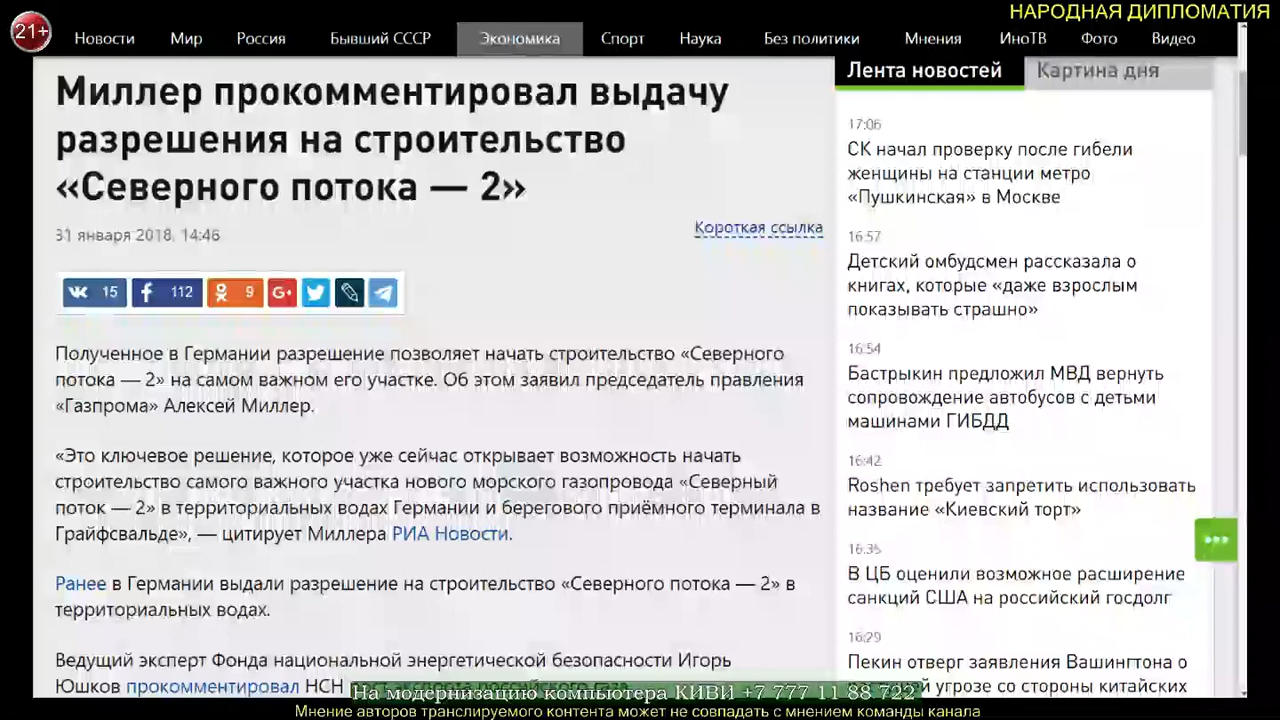 НАРОДНАЯ ДИПЛОМАТИЯ
21+
Новости Мир Россия Бывший СССР Экономика Спорт Наука Без политики Мнения ИноТВ Фото Видео
Миллер прокомментировал выдачу
разрешения на строительство
«Северного потока — 2»
31 января 2018, 14:46
Короткая ссылка
15 112 9 G+
Полученное в Германии разрешение позволяет начать строительство «Северного
потока — 2» на самом важном его участке. Об этом заявил председатель правления
«Газпрома» Алексей Миллер.
«Это ключевое решение, которое уже сейчас открывает возможность начать
строительство самого важного участка нового морского газопровода «Северный
поток — 2» в территориальных водах Германии и берегового приёмного терминала в
Грайфсвальде», — цитирует Миллера РИА Новости.
Ранее в Германии выдали разрешение на строительство «Северного потока — 2» в
территориальных водах.
Ведущий эксперт Фонда национальной энергетической безопасности Игорь
Юшков прокомментировал НСН
Лента новостей
Картина дня
17:06
СК начал проверку после гибели
женщины на станции метро
«Пушкинская» в Москве
16:57
Детский омбудсмен рассказала о
книгах, которые «даже взрослым
показывать страшно»
16:54
Бастрыкин предложил МВД вернуть
сопровождение автобусов с детьми
машинами ГИБДД
16:42
Roshen требует запретить использовать
название «Киевский торт»
16:35
В ЦБ оценили возможное расширение
санкций США на российский госдолг
16:29
Пекин отверг заявления Вашингтона о
угрозе со стороны китайских
На модернизацию компьютера КИВИ +7 777 11 88 722
Мнение авторов транслируемого контента может не совпадать с мнением команды канала